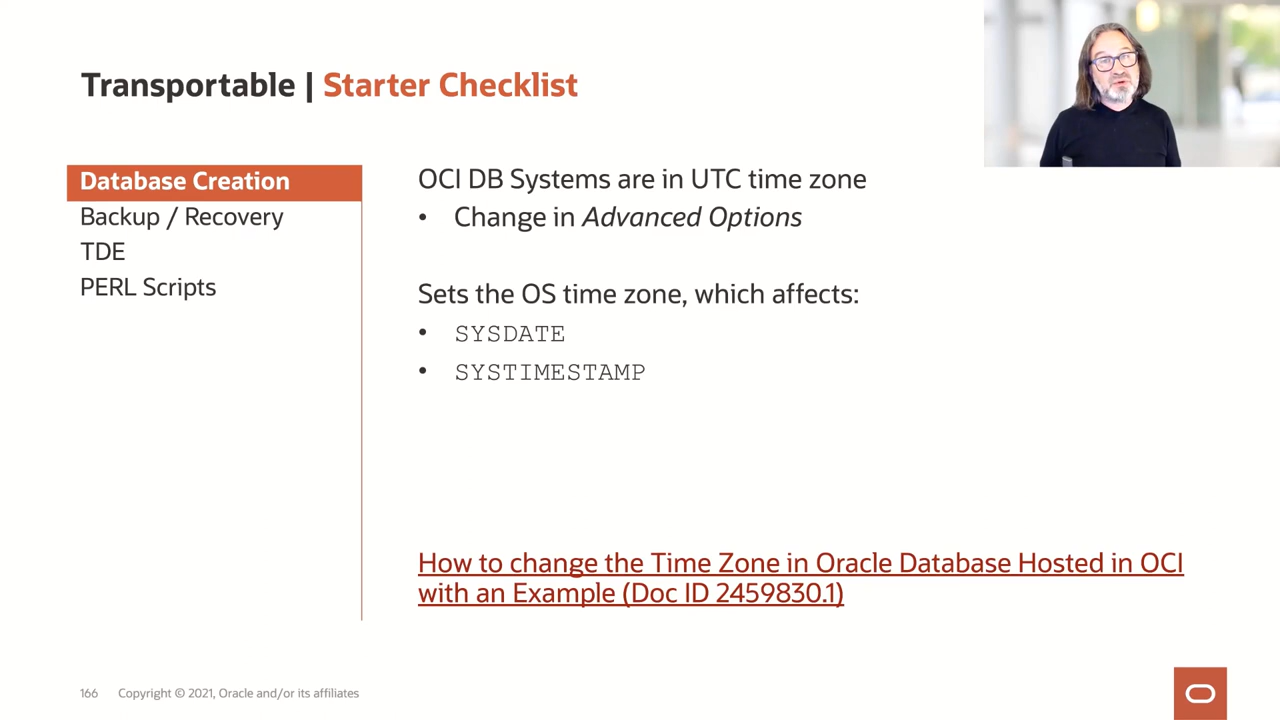 Transportable | Starter Checklist
Database Creation
Backup / Recovery
TDE
PERL Scripts
OCI DB Systems are in UTC time zone
• Change in Advanced Options
Sets the OS time zone, which affects:
• SYSDATE
• SYSTIMESTAMP
How to change the Time Zone in Oracle Database Hosted in OCI
with an Example (Doc ID 2459830.1)
166 Copyright © 2021, Oracle and/or its affiliates